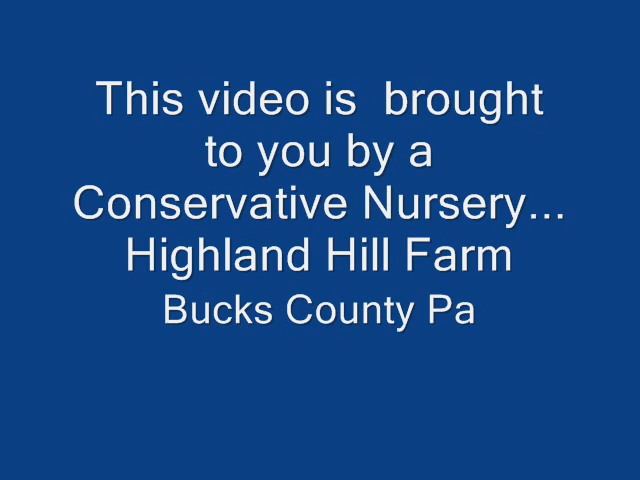 This video is  brought
to you by a
Conservative Nursery...
Highland Hill Farm
Bucks County Pa